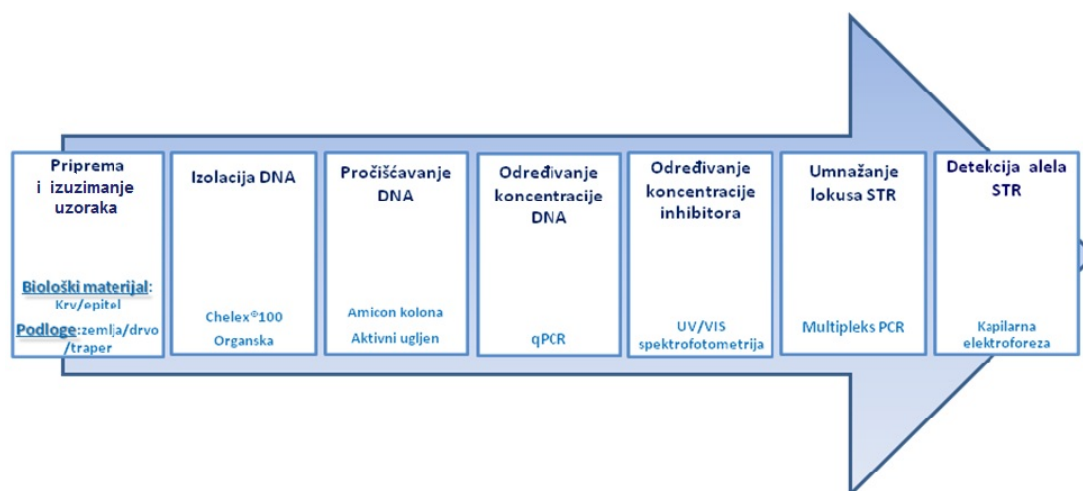 Priprema
i izuzimanje
uzoraka
Biološki materijal:
Krv/epitel
Podloge:zemlja/drvo
/traper
Izolacija DNA
Chelex®100
Organska
Pročišćavanje
DNA
Amicon kolona
Aktivni ugljen
Određivanje
koncentracije
DNA
qPCR
Određivanje
koncentracije
inhibitora
UV/VIS
spektrofotometrija
Umnažanje
lokusa STR
Multipleks PCR
Detekcija alela
STR
Kapilarna
elektroforeza